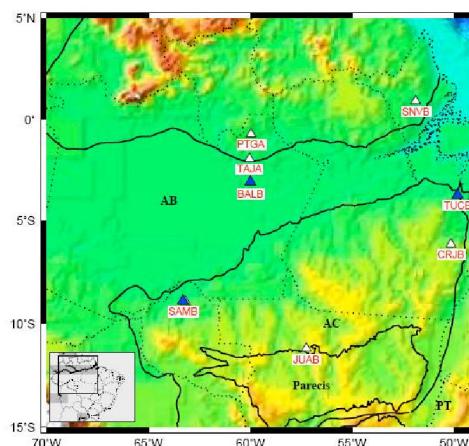 5°N
0°
5°S
10°S
15°S
70°W
65°W
60°W
55°W
50°W
SNVB
PTGA
TAJA
BALB
AB
TUCB
CRJB
SAMB
AC
JUAB
Parecis
PT